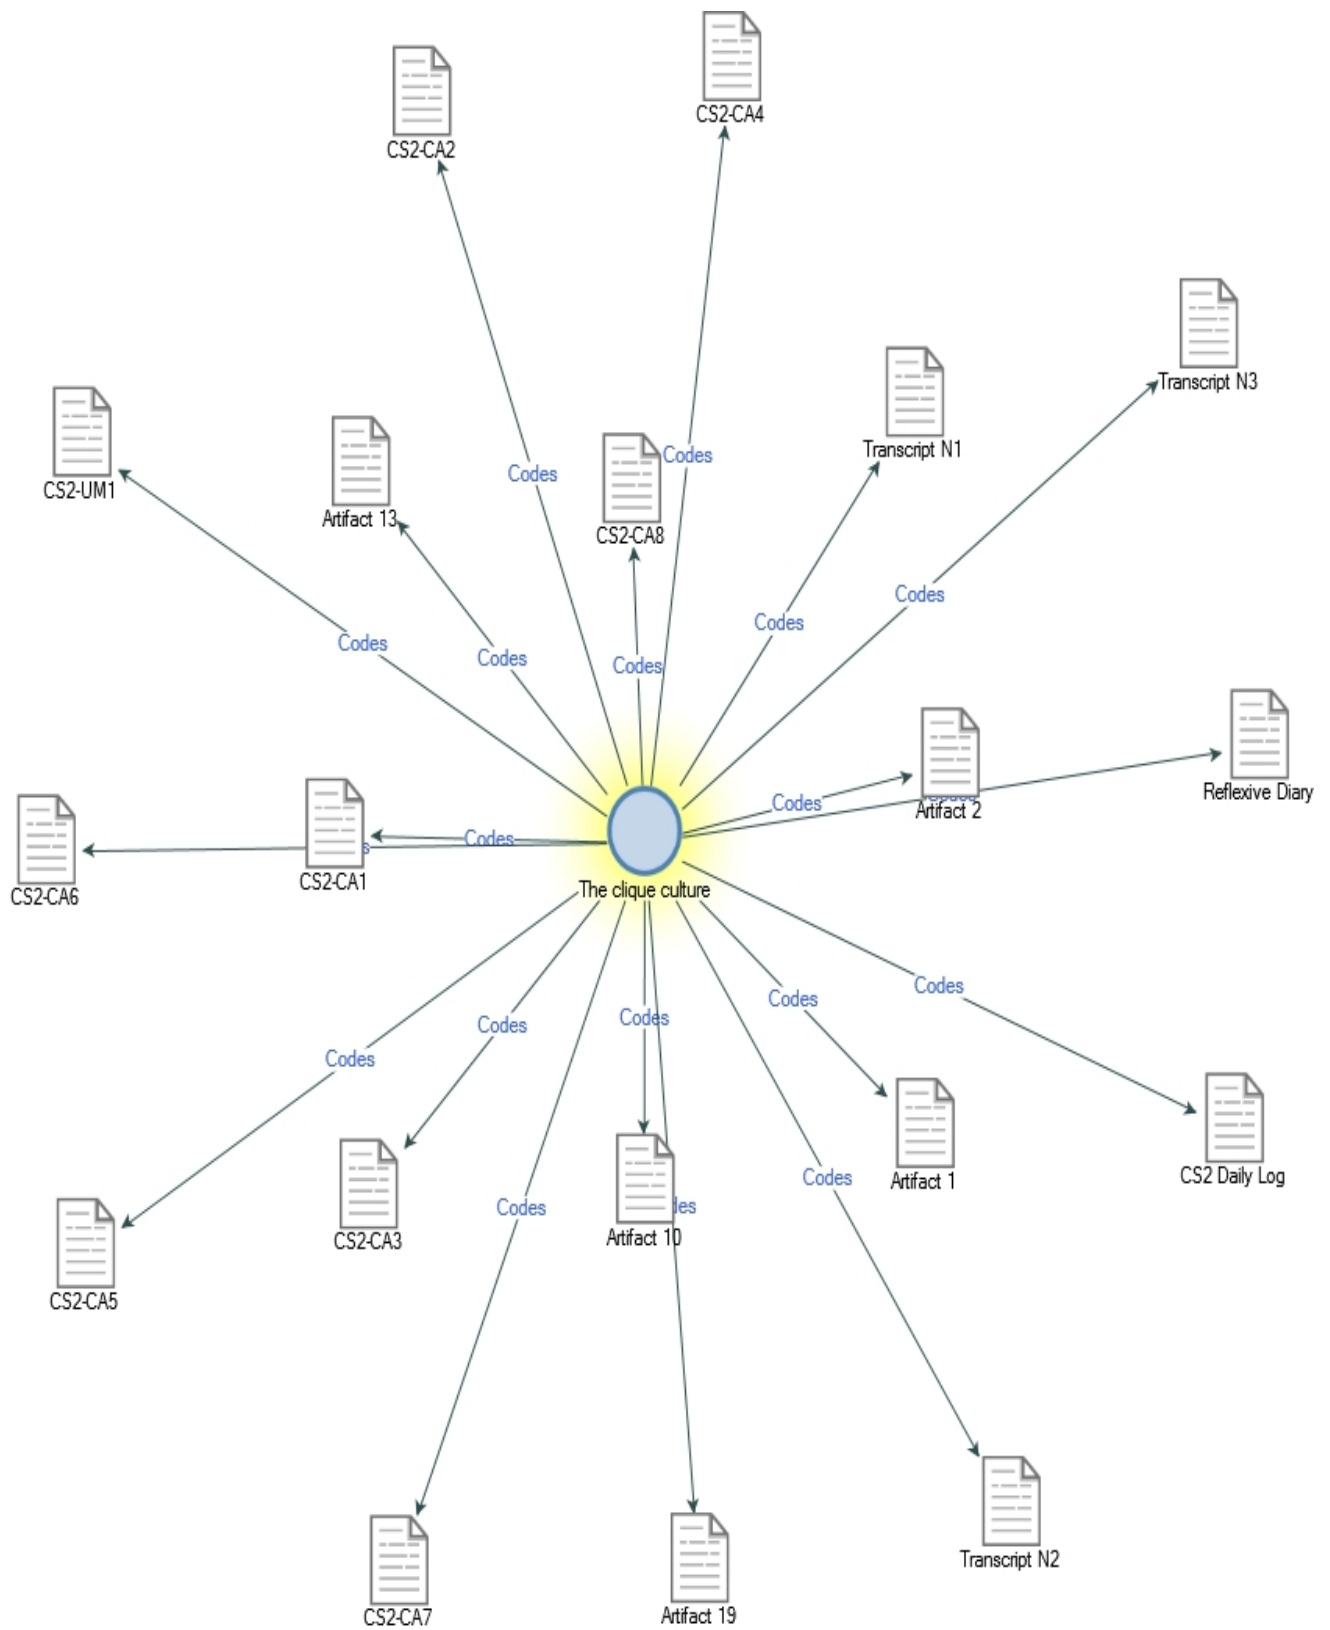 CS2-CA4
CS2-CA2
Transcript N3
Transcript N1
Codes
Codes
CS2-UM1
Artifact 13
CS2-CA8
Codes
Codes
Codes
Codes
Codes
Reflexive Diary
Codes
Artifact 2
Codes
CS2-CA1
CS2-CA6
The clique culture
Codes
Codes
Codes
Codes
Codes
Codes
CS2 Daily Log
Artifact 1
Codes
Codes
Artifact 10
CS2-CA3
CS2-CA5
Transcript N2
Artifact 19
CS2-CA7